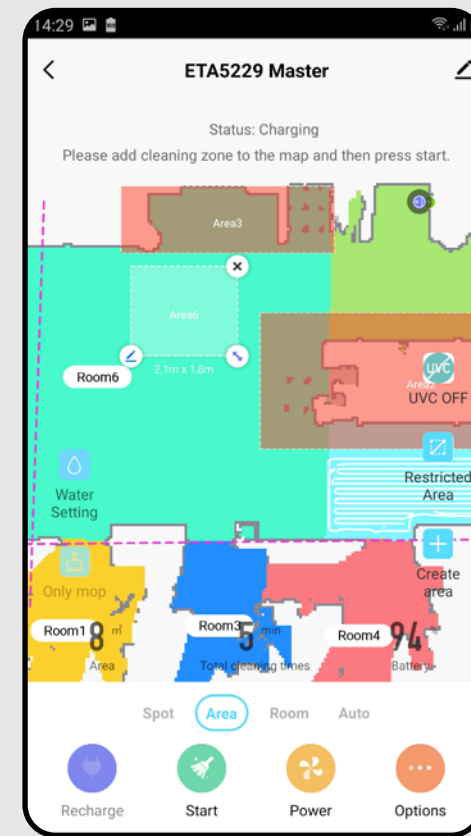 14:29
ETA5229 Master
Status: Charging
Please add cleaning zone to the map and then press start.
Area3
Area6
2.1m x 1.8m
Room6
UVC
Area2
UVC OFF
Water
Setting
Restricted
Area
Only mop
Create
area
Room1
8 ㎡
Area
Room3
5 min
Total cleaning times
Room4
94
Battery
Spot
Area
Room
Auto
Recharge
Start
Power
Options